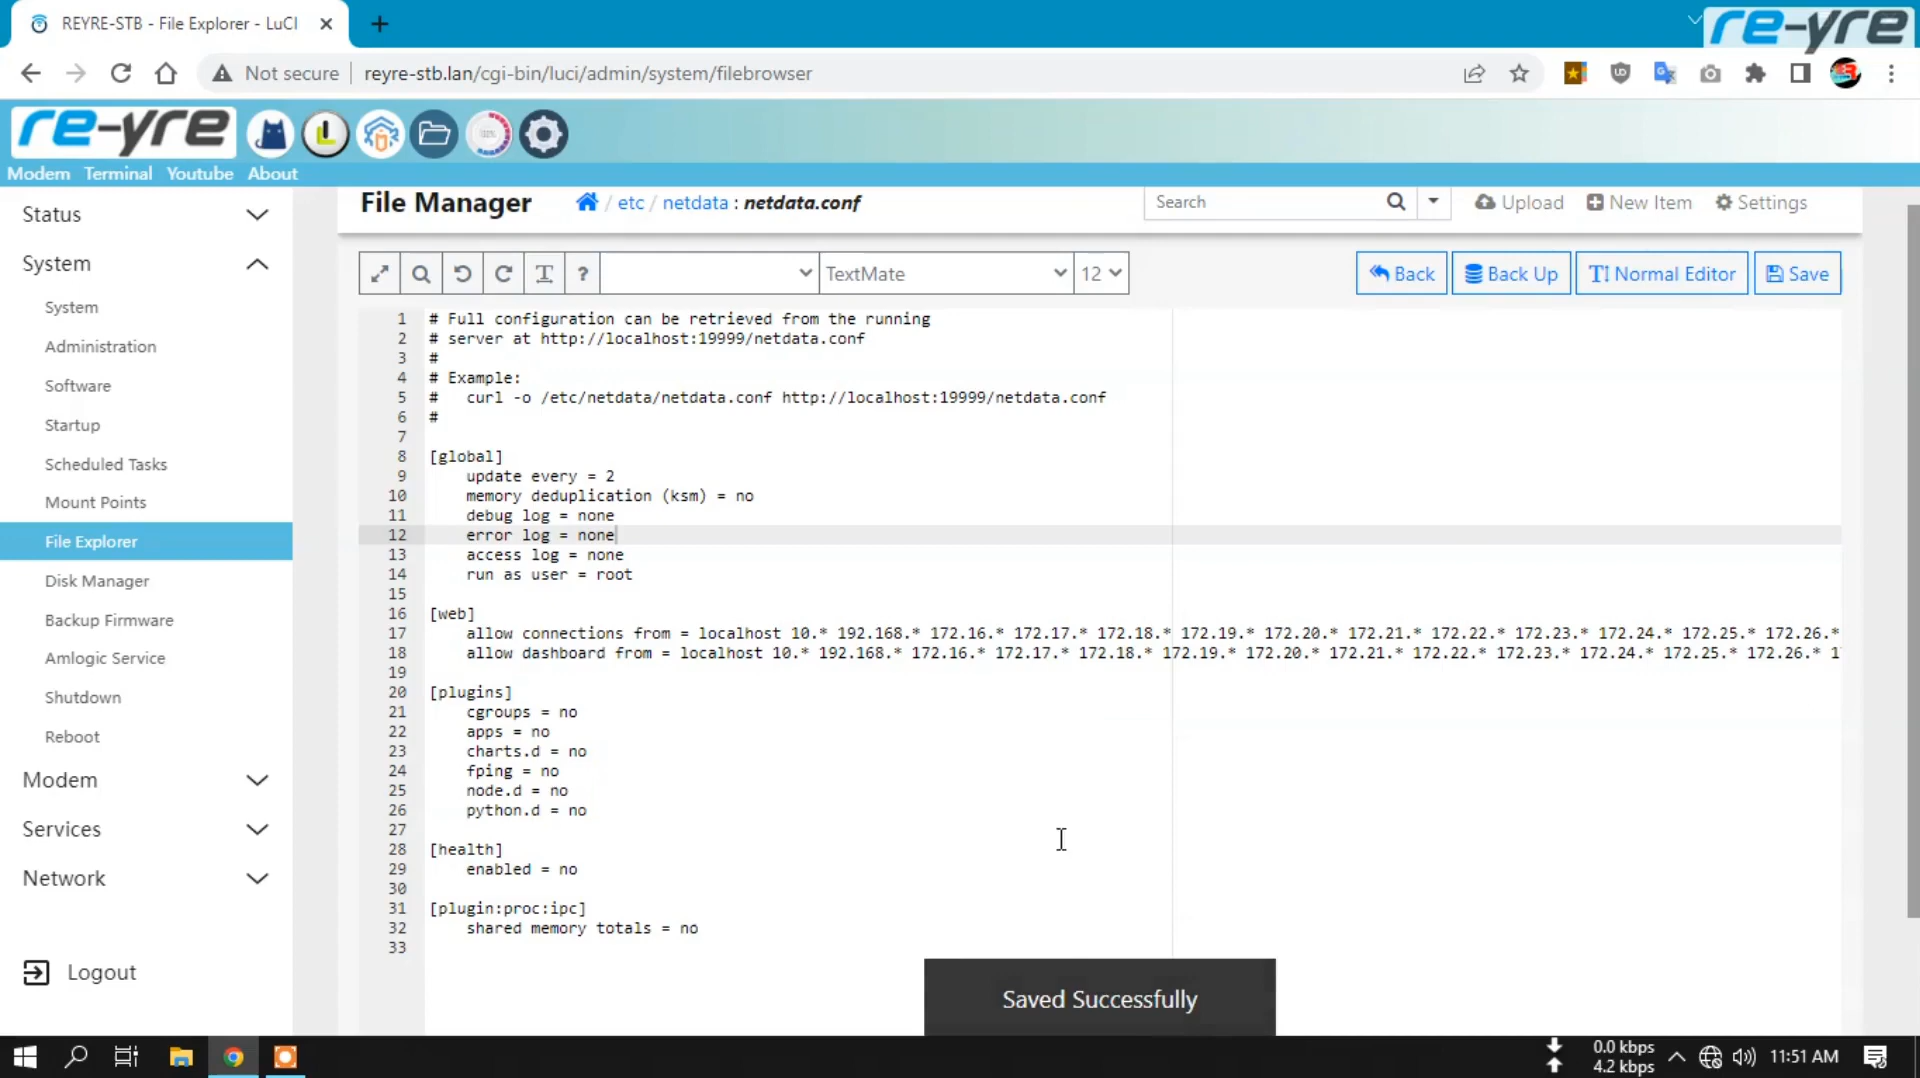 REYRE-STB - File Explorer - LuCI
re-yre
Not secure
reyre-stb.lan/cgi-bin/luci/admin/system/filebrowser
re-yre
Modem Terminal Youtube About
Status
System
System
Administration
Software
Startup
Scheduled Tasks
Mount Points
File Explorer
Disk Manager
Backup Firmware
Amlogic Service
Shutdown
Reboot
Modem
Services
Network
Logout
File Manager
/ etc / netdata : netdata.conf
Search
Upload
New Item
Settings
?
TextMate
12
Back
Back Up
Normal Editor
Save
1 # Full configuration can be retrieved from the running
2 # server at http://localhost:19999/netdata.conf
3 #
4 # Example:
5 #   curl -o /etc/netdata/netdata.conf http://localhost:19999/netdata.conf
6 #
7
8 [global]
9     update every = 2
10     memory deduplication (ksm) = no
11     debug log = none
12     error log = none
13     access log = none
14     run as user = root
15
16 [web]
17     allow connections from = localhost 10.* 192.168.* 172.16.* 172.17.* 172.18.* 172.19.* 172.20.* 172.21.* 172.22.* 172.23.* 172.24.* 172.25.* 172.26.*
18     allow dashboard from = localhost 10.* 192.168.* 172.16.* 172.17.* 172.18.* 172.19.* 172.20.* 172.21.* 172.22.* 172.23.* 172.24.* 172.25.* 172.26.* 1
19
20 [plugins]
21     cgroups = no
22     apps = no
23     charts.d = no
24     fping = no
25     node.d = no
26     python.d = no
27
28 [health]
29     enabled = no
30
31 [plugin:proc:ipc]
32     shared memory totals = no
33
Saved Successfully
0.0 kbps
4.2 kbps
11:51 AM